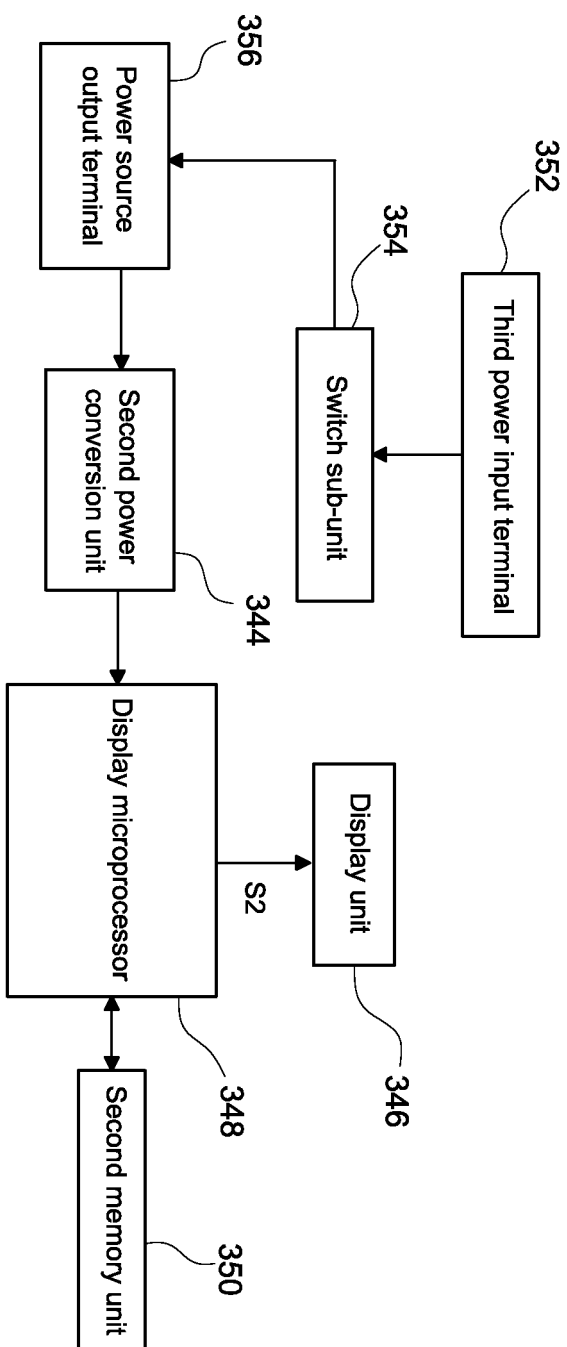 352
Third power input terminal
354
Switch sub-unit
356
Power source
output terminal
Second power
conversion unit
344
Display microprocessor
348
S2
Display unit
346
Second memory unit
350